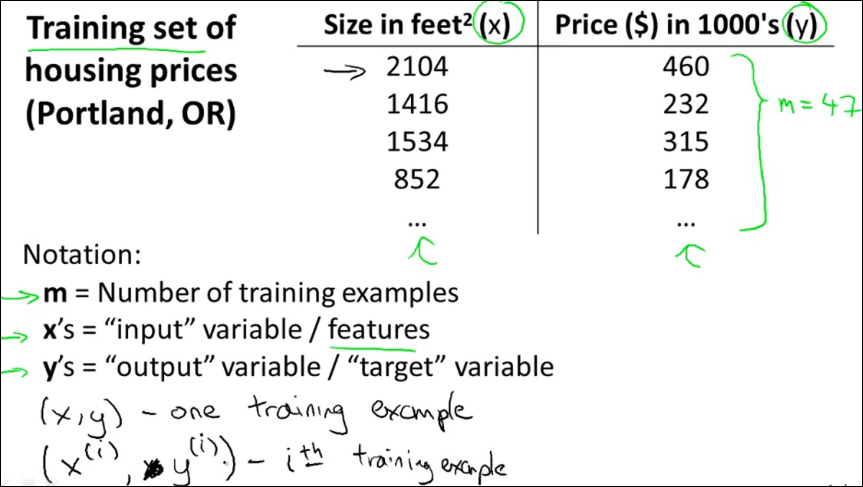 Training set of housing prices (Portland, OR)
Size in feet² (x) Price ($) in 1000's (y)
→ 2104 460
1416 232
1534 315
852 178
... ...
m = 47
Notation:
→ m = Number of training examples
→ x's = “input” variable / features
→ y's = “output” variable / “target” variable
(x, y) - one training example
(x^(i), y^(i)) - i^th training example